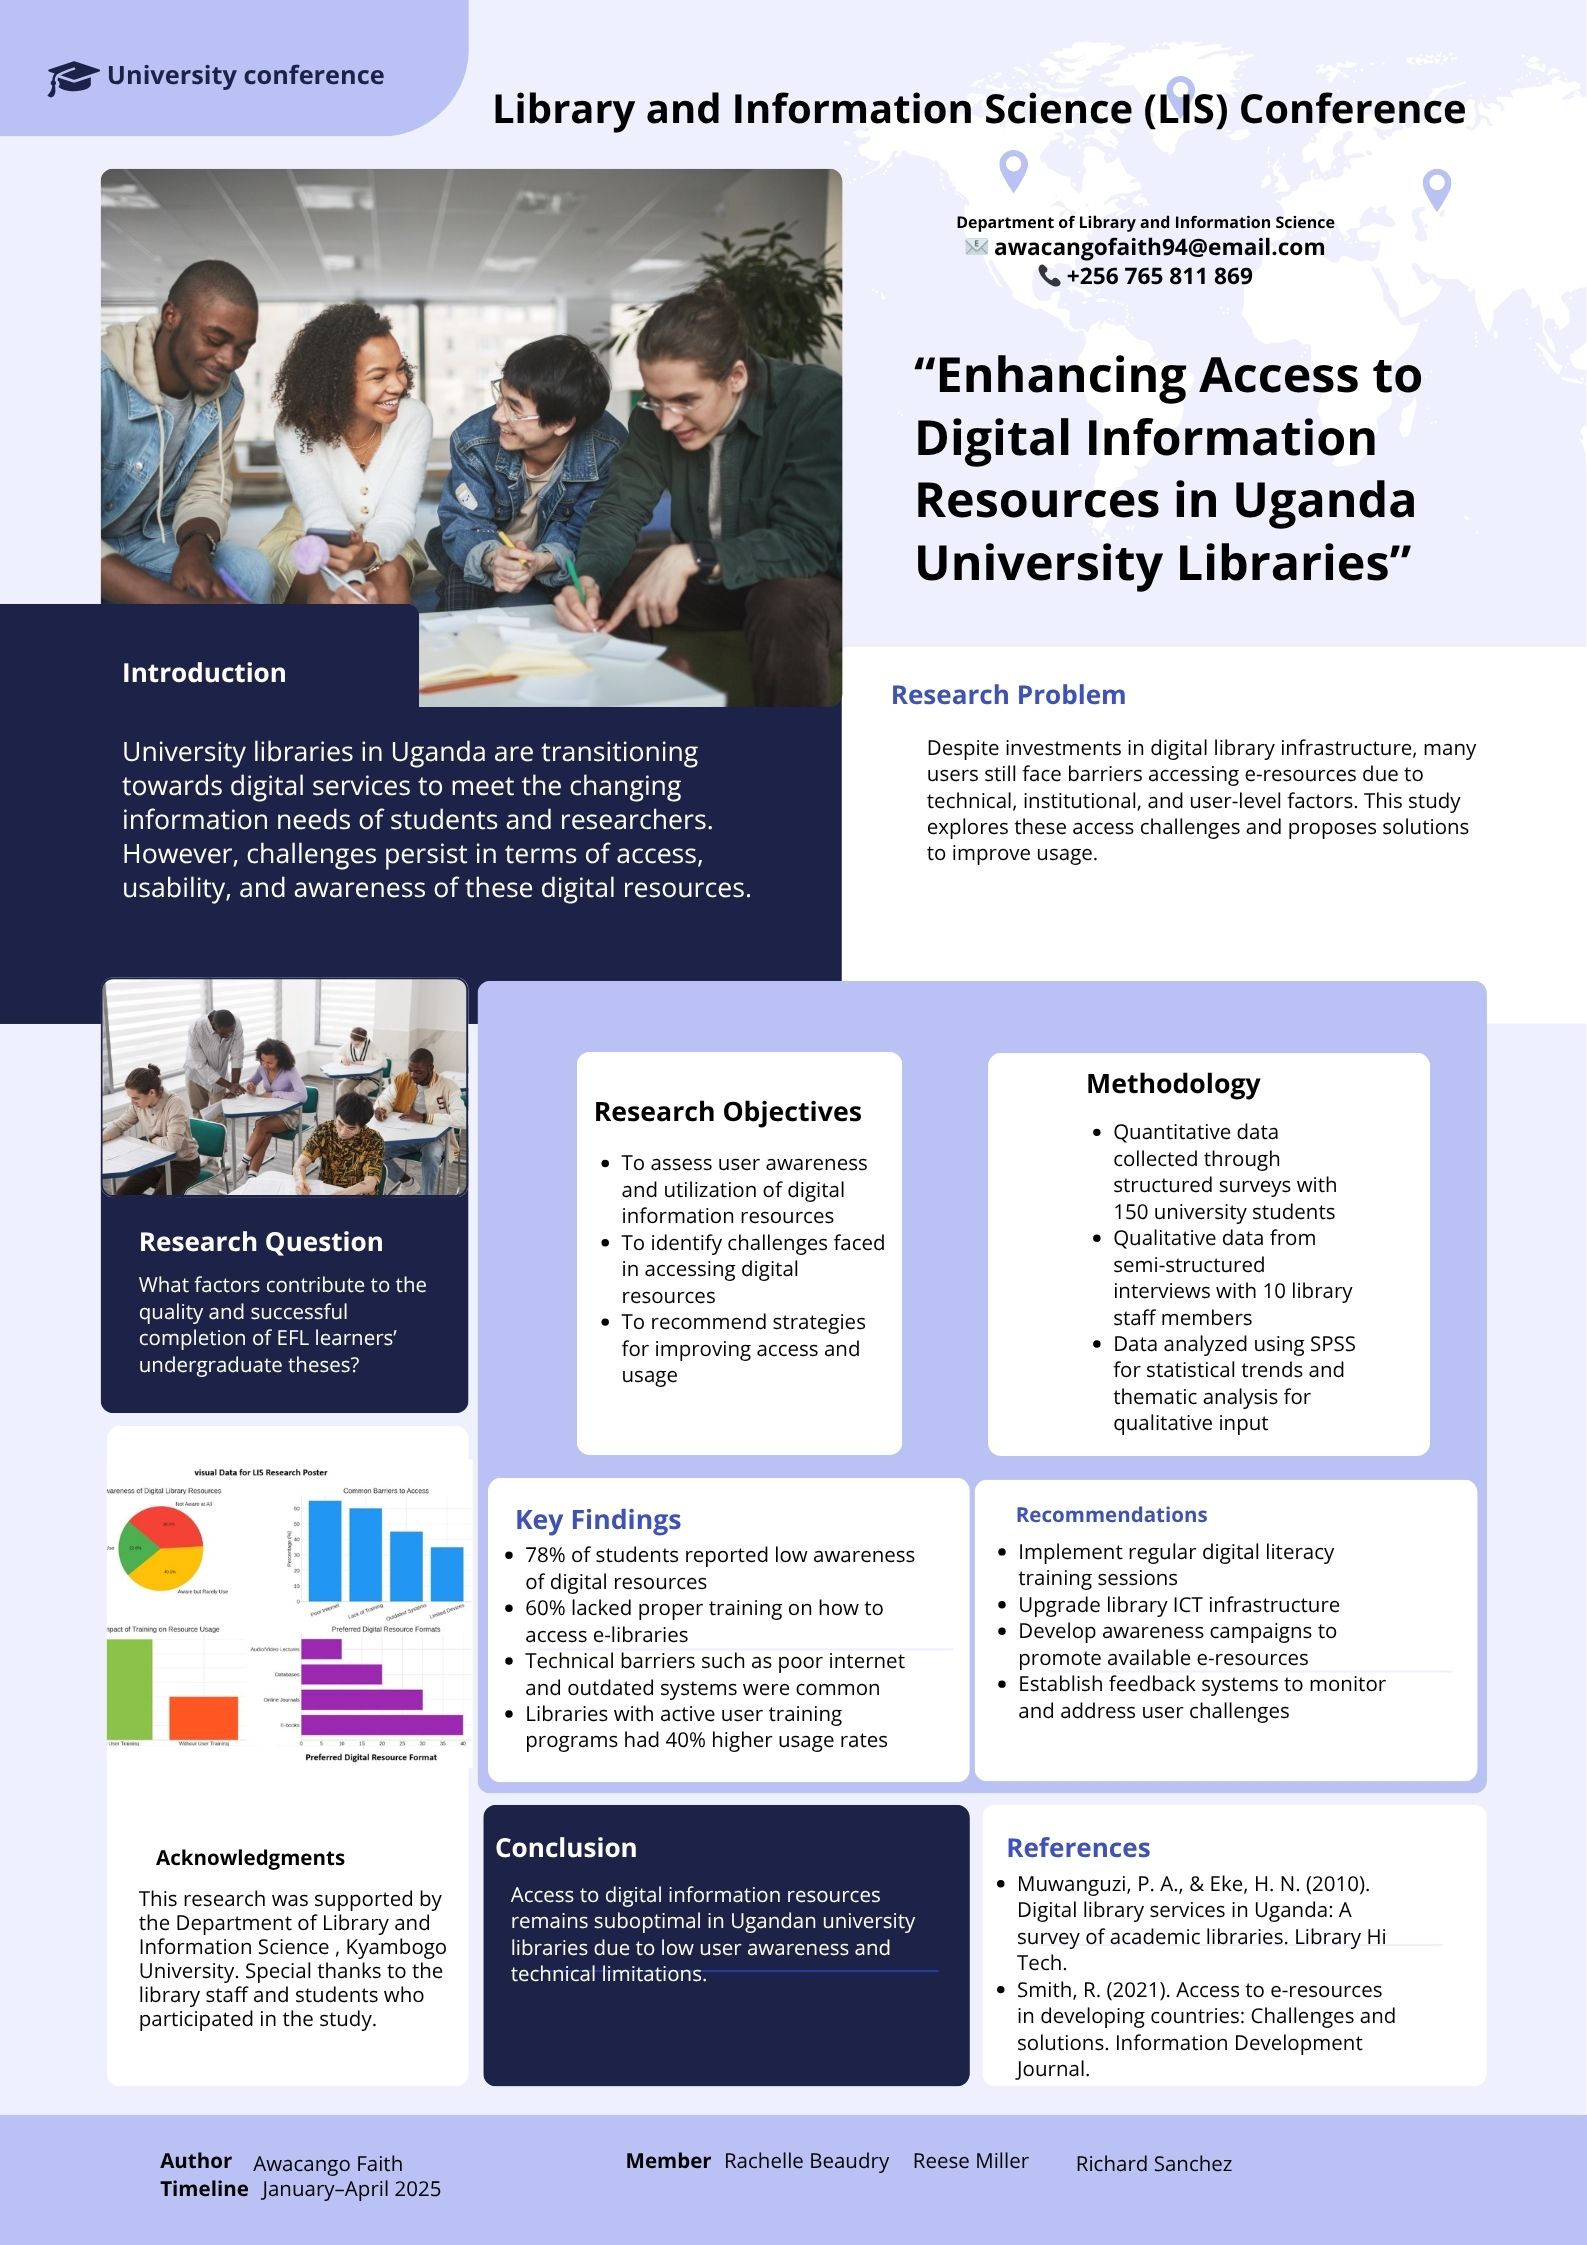 University conference
Library and Information Science (LIS) Conference
Department of Library and Information Science
awacangofaith94@email.com
+256 765 811 869
“Enhancing Access to
Digital Information
Resources in Uganda
University Libraries”
Introduction
University libraries in Uganda are transitioning
towards digital services to meet the changing
information needs of students and researchers.
However, challenges persist in terms of access,
usability, and awareness of these digital resources.
Research Problem
Despite investments in digital library infrastructure, many
users still face barriers accessing e-resources due to
technical, institutional, and user-level factors. This study
explores these access challenges and proposes solutions
to improve usage.
Research Question
What factors contribute to the
quality and successful
completion of EFL learners’
undergraduate theses?
Research Objectives
• To assess user awareness
and utilization of digital
information resources
• To identify challenges faced
in accessing digital
resources
• To recommend strategies
for improving access and
usage
Methodology
• Quantitative data
collected through
structured surveys with
150 university students
• Qualitative data from
semi-structured
interviews with 10 library
staff members
• Data analyzed using SPSS
for statistical trends and
thematic analysis for
qualitative input
visual Data for LIS Research Poster
of Digital Library Resources
Not Aware at All
Aware but Rarely Use
Common Barriers to Access
Percentage (%)
60
50
40
30
20
10
0
Poor Internet
Lack of Training
Outdated Systems
Limited Devices
of Training on Resource Usage
User Training
Without User Training
Preferred Digital Resource Formats
Audio/Video Lectures
Databases
Online Journals
E-books
0 5 10 15 20 25 30 35 40
Preferred Digital Resource Format
Key Findings
• 78% of students reported low awareness
of digital resources
• 60% lacked proper training on how to
access e-libraries
• Technical barriers such as poor internet
and outdated systems were common
• Libraries with active user training
programs had 40% higher usage rates
Recommendations
• Implement regular digital literacy
training sessions
• Upgrade library ICT infrastructure
• Develop awareness campaigns to
promote available e-resources
• Establish feedback systems to monitor
and address user challenges
Acknowledgments
This research was supported by
the Department of Library and
Information Science , Kyambogo
University. Special thanks to the
library staff and students who
participated in the study.
Conclusion
Access to digital information resources
remains suboptimal in Ugandan university
libraries due to low user awareness and
technical limitations.
References
• Muwanguzi, P. A., & Eke, H. N. (2010).
Digital library services in Uganda: A
survey of academic libraries. Library Hi
Tech.
• Smith, R. (2021). Access to e-resources
in developing countries: Challenges and
solutions. Information Development
Journal.
Author Awacango Faith
Timeline January–April 2025
Member Rachelle Beaudry Reese Miller Richard Sanchez